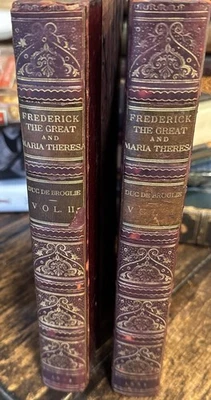 FREDERICK
THE GREAT
AND
MARIA THERESA
DUC DE BROGLIE
VOL. II.
FREDERICK
THE GREAT
AND
MARIA THERESA
DUC DE BROGLIE
V